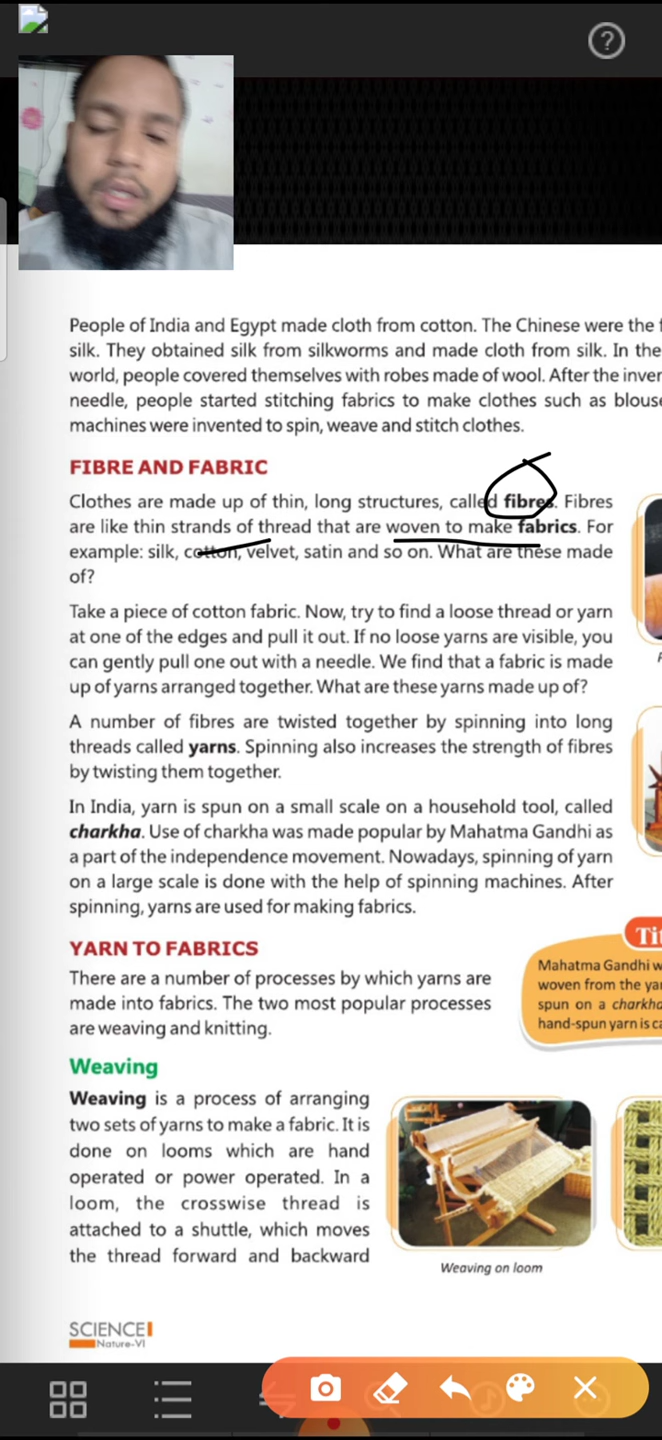 People of India and Egypt made cloth from cotton. The Chinese were the
silk. They obtained silk from silkworms and made cloth from silk. In the
world, people covered themselves with robes made of wool. After the
needle, people started stitching fabrics to make clothes such as
machines were invented to spin, weave and stitch clothes.
FIBRE AND FABRIC
Clothes are made up of thin, long structures, called fibres. Fibres
are like thin strands of thread that are woven to make fabrics. For
example: silk, cotton, velvet, satin and so on. What are these made
of?
Take a piece of cotton fabric. Now, try to find a loose thread or yarn
at one of the edges and pull it out. If no loose yarns are visible, you
can gently pull one out with a needle. We find that a fabric is made
up of yarns arranged together. What are these yarns made up of?
A number of fibres are twisted together by spinning into long
threads called yarns. Spinning also increases the strength of fibres
by twisting them together.
In India, yarn is spun on a small scale on a household tool, called
charkha. Use of charkha was made popular by Mahatma Gandhi as
a part of the independence movement. Nowadays, spinning of yarn
on a large scale is done with the help of spinning machines. After
spinning, yarns are used for making fabrics.
YARN TO FABRICS
There are a number of processes by which yarns are
made into fabrics. The two most popular processes
are weaving and knitting.
Mahatma Gandhi
woven from the
spun on a charkha
hand-spun yarn is
Weaving
Weaving is a process of arranging
two sets of yarns to make a fabric. It is
done on looms which are hand
operated or power operated. In a
loom, the crosswise thread is
attached to a shuttle, which moves
the thread forward and backward
Weaving on loom
SCIENCE
Nature-VI